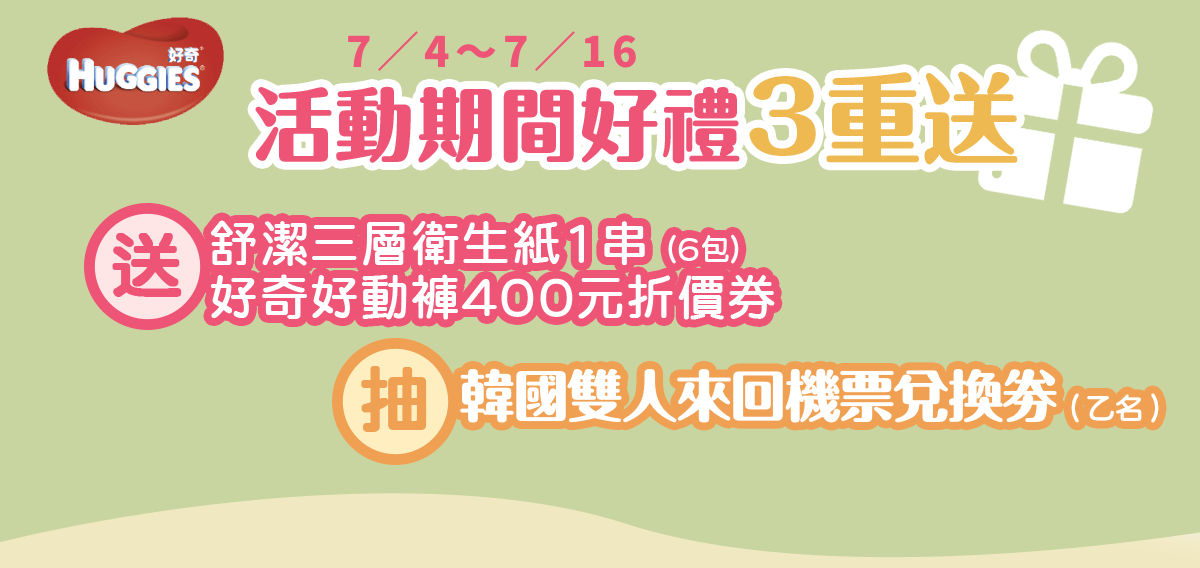 好奇®
HUGGIES®
7／4～7／16
活動期間好禮3重送
送
舒潔三層衛生紙1串(6包)
好奇好動褲400元折價券
抽 韓國雙人來回機票兌換券(乙名)